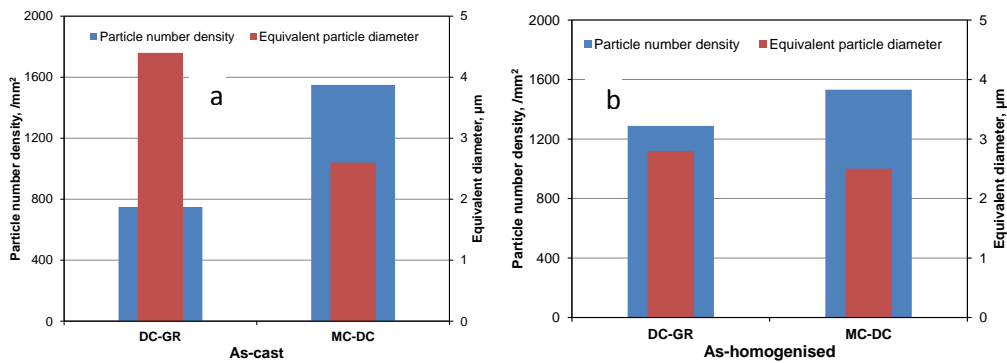 2000
1600
1200
800
400
0
Particle number density, /mm²
Particle number density
Equivalent particle diameter
a
5
4
3
2
1
0
Equivalent diameter, µm
DC-GR
MC-DC
As-cast
2000
1600
1200
800
400
0
Particle number density, /mm²
Particle number density
Equivalent particle diameter
b
5
4
3
2
1
0
Equivalent diameter, µm
DC-GR
MC-DC
As-homogenised